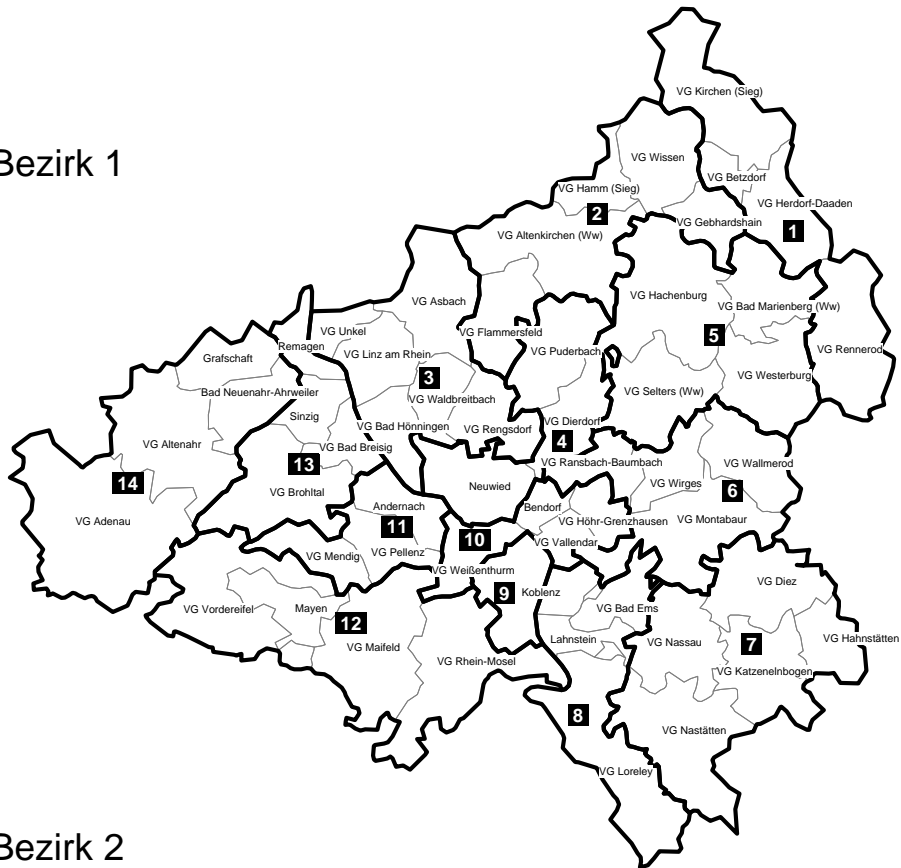 VG Kirchen (Sieg)
Bezirk 1
VG Wissen
VG Betzdorf
VG Hamm (Sieg)
VG Herdorf-Daaden
2
VG Gebhardshain
1
VG Altenkirchen (Ww)
VG Hachenburg
VG Asbach
VG Bad Marienberg (Ww)
VG Unkel
VG Flammersfeld
5
Remagen
VG Puderbach
VG Rennerod
Grafschaft
VG Linz am Rhein
VG Westerburg
3
Bad Neuenahr-Ahrweiler
VG Selters (Ww)
VG Waldbreitbach
Sinzig
VG Dierdorf
VG Bad Hönningen
VG Rengsdorf
4
VG Altenahr
VG Bad Breisig
VG Ransbach-Baumbach
VG Wallmerod
13
14
VG Wirges
6
Neuwied
VG Brohltal
Andernach
Bendorf
VG Adenau
11
VG Höhr-Grenzhausen
VG Montabaur
10
VG Vallendar
VG Mendig
VG Pellenz
VG Weißenthurm
VG Diez
9
Koblenz
VG Vordereifel
Mayen
VG Bad Ems
12
Lahnstein
VG Nassau
7
VG Hahnstätten
VG Maifeld
VG Rhein-Mosel
VG Katzenelnbogen
8
VG Nastätten
VG Loreley
Bezirk 2